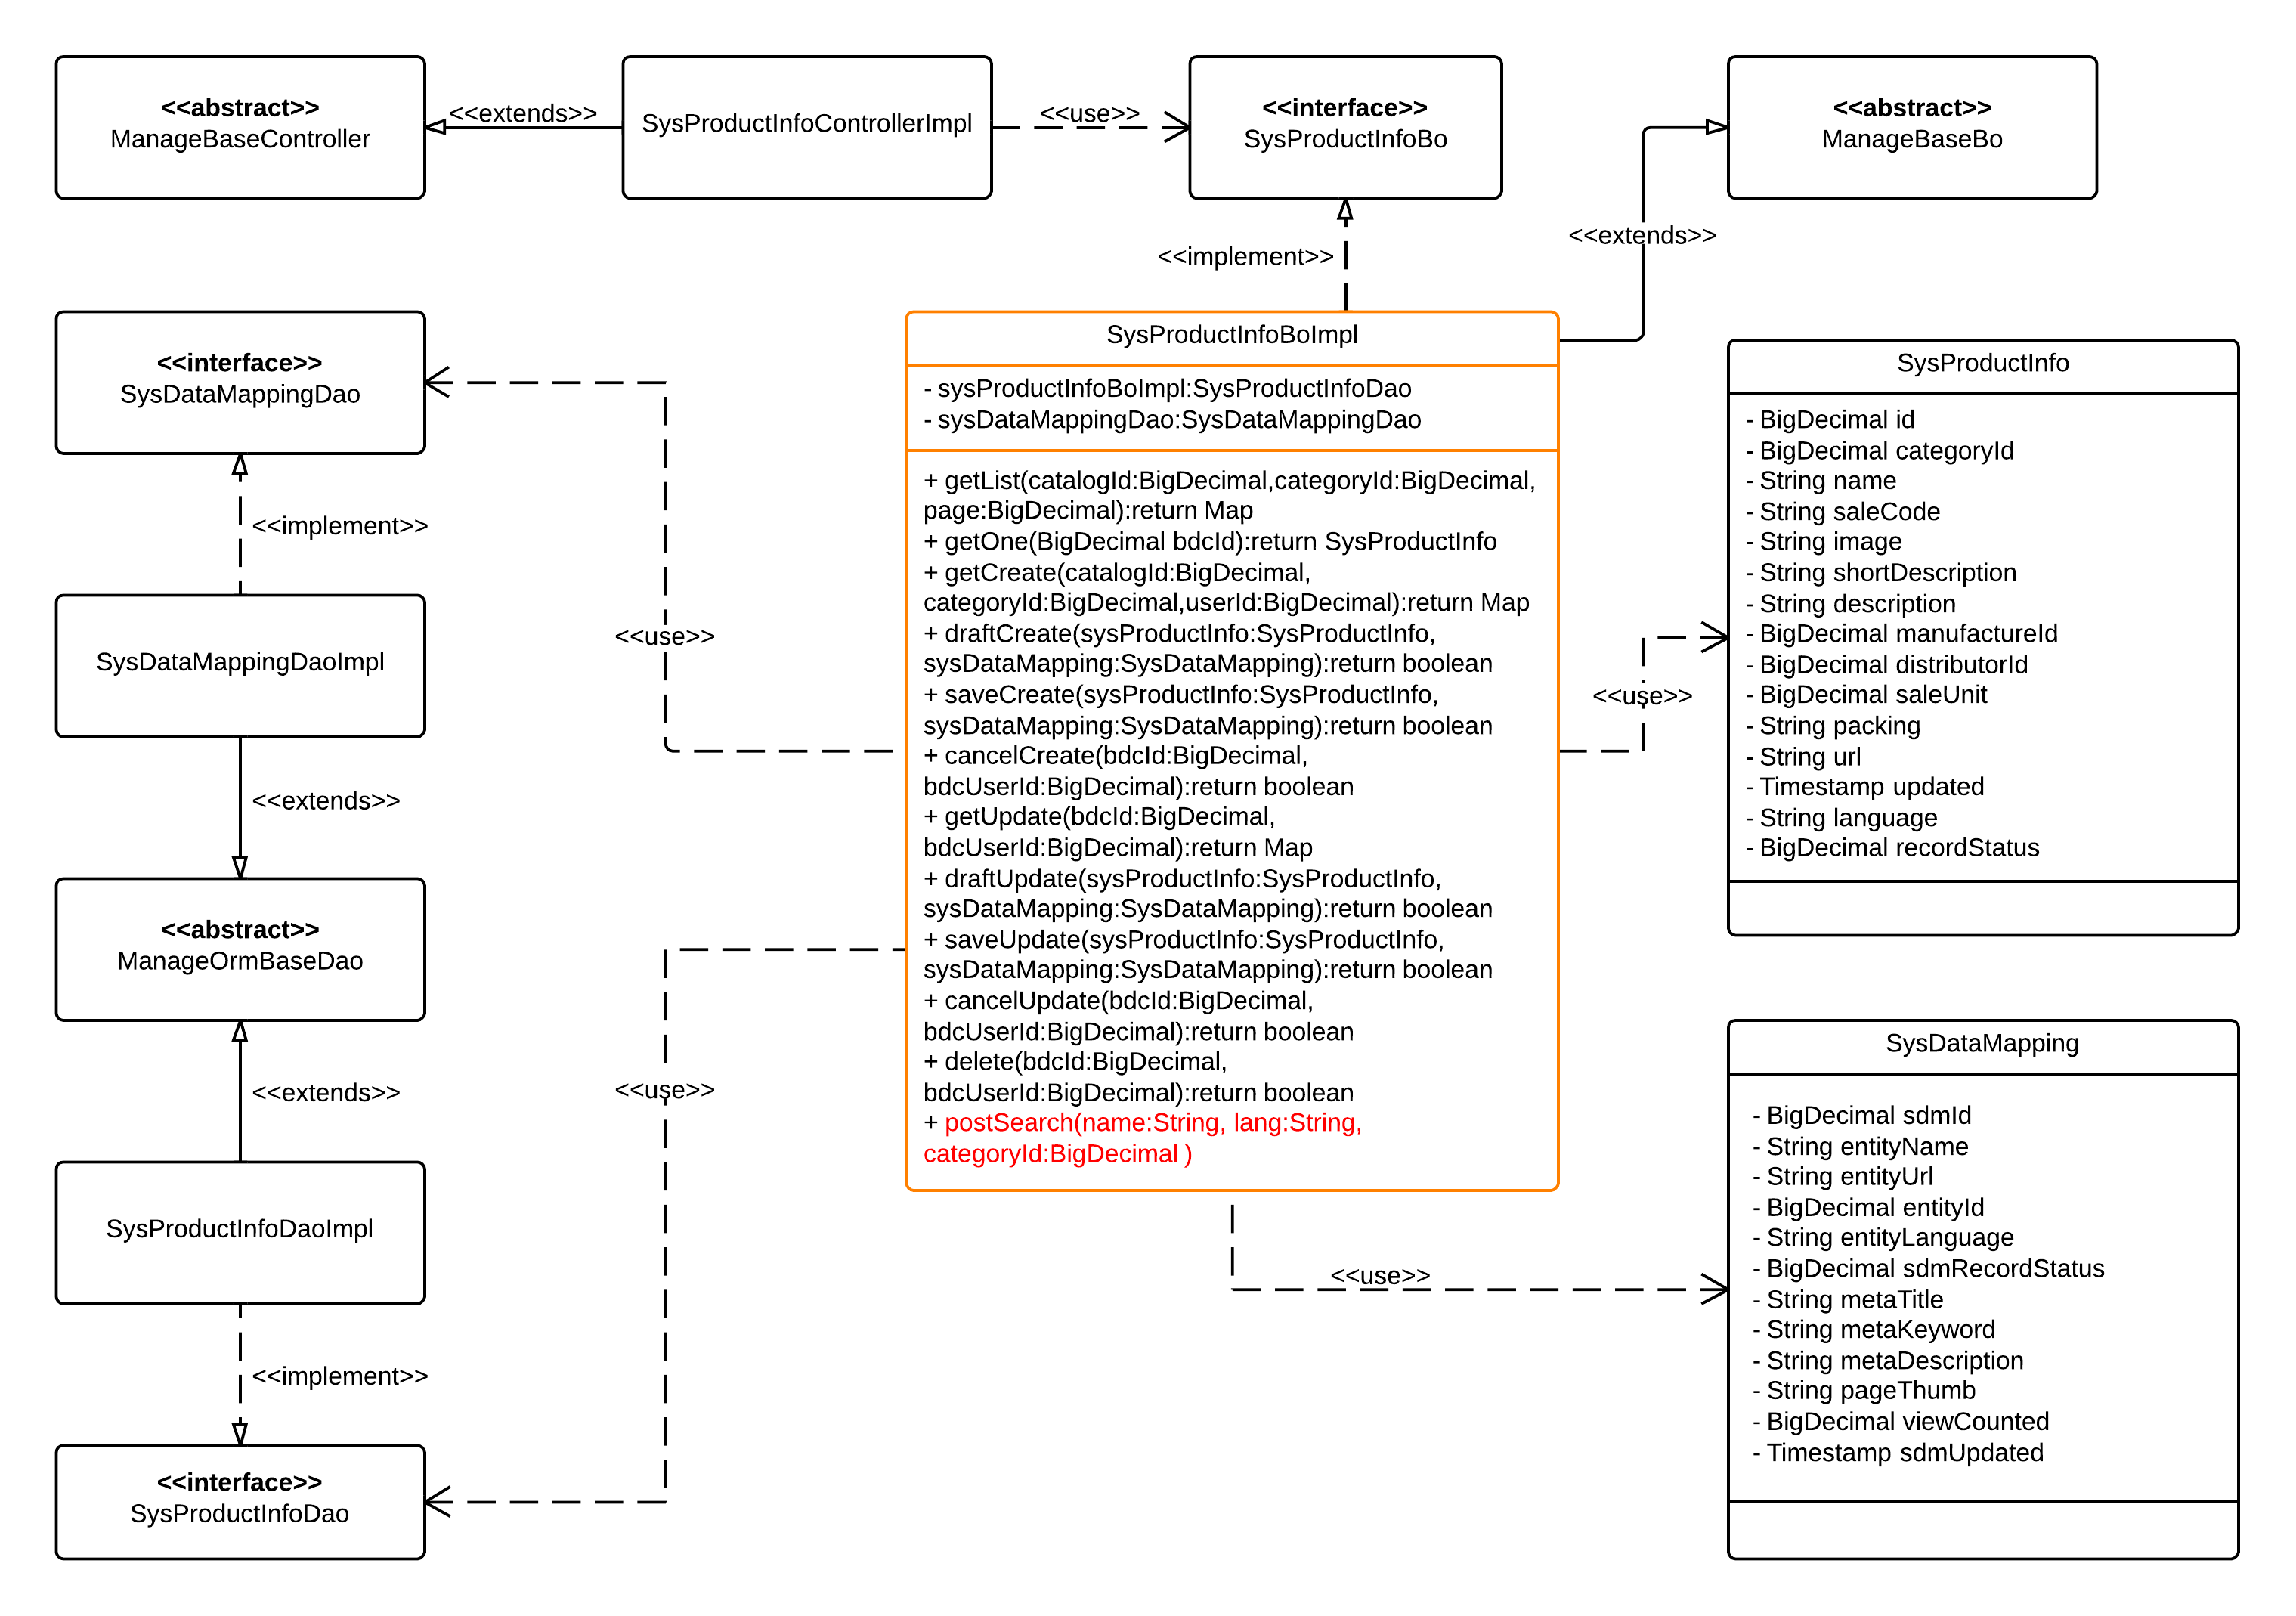 <<abstract>>
ManageBaseController
<<extends>>
SysProductInfoControllerImpl
<<use>>
<<interface>>
SysProductInfoBo
<<abstract>>
ManageBaseBo
<<extends>>
<<implement>>
<<interface>>
SysDataMappingDao
<<implement>>
SysDataMappingDaoImpl
<<extends>>
<<abstract>>
ManageOrmBaseDao
<<extends>>
SysProductInfoDaoImpl
<<implement>>
<<interface>>
SysProductInfoDao
<<use>>
<<use>>
SysProductInfoBoImpl
- sysProductInfoBoImpl:SysProductInfoDao
- sysDataMappingDao:SysDataMappingDao
+ getList(catalogId:BigDecimal,categoryId:BigDecimal,
page:BigDecimal):return Map
+ getOne(BigDecimal bdcId):return SysProductInfo
+ getCreate(catalogId:BigDecimal,
categoryId:BigDecimal,userId:BigDecimal):return Map
+ draftCreate(sysProductInfo:SysProductInfo,
sysDataMapping:SysDataMapping):return boolean
+ saveCreate(sysProductInfo:SysProductInfo,
sysDataMapping:SysDataMapping):return boolean
+ cancelCreate(bdcId:BigDecimal,
bdcUserId:BigDecimal):return boolean
+ getUpdate(bdcId:BigDecimal,
bdcUserId:BigDecimal):return Map
+ draftUpdate(sysProductInfo:SysProductInfo,
sysDataMapping:SysDataMapping):return boolean
+ saveUpdate(sysProductInfo:SysProductInfo,
sysDataMapping:SysDataMapping):return boolean
+ cancelUpdate(bdcId:BigDecimal,
bdcUserId:BigDecimal):return boolean
+ delete(bdcId:BigDecimal,
bdcUserId:BigDecimal):return boolean
+ postSearch(name:String, lang:String,
categoryId:BigDecimal )
<<use>>
<<use>>
SysProductInfo
- BigDecimal id
- BigDecimal categoryId
- String name
- String saleCode
- String image
- String shortDescription
- String description
- BigDecimal manufactureId
- BigDecimal distributorId
- BigDecimal saleUnit
- String packing
- String url
- Timestamp updated
- String language
- BigDecimal recordStatus
SysDataMapping
- BigDecimal sdmId
- String entityName
- String entityUrl
- BigDecimal entityId
- String entityLanguage
- BigDecimal sdmRecordStatus
- String metaTitle
- String metaKeyword
- String metaDescription
- String pageThumb
- BigDecimal viewCounted
- Timestamp sdmUpdated